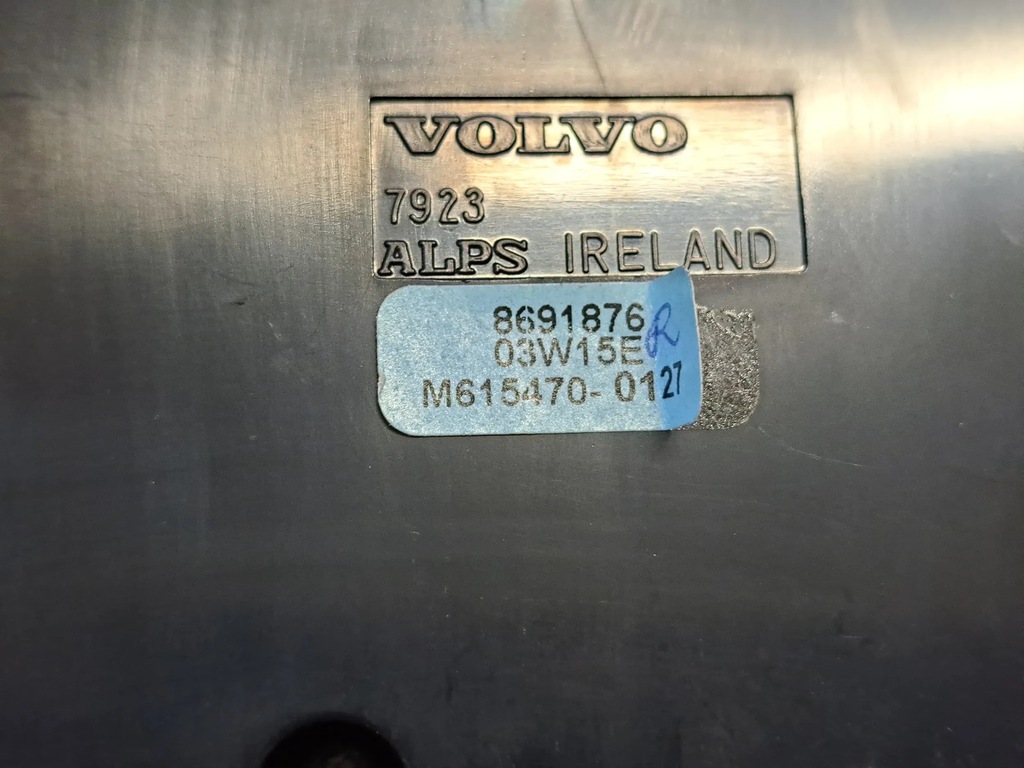 VOLVO
7923
ALPS IRELAND
8691876
03W15E R
M615470-0127